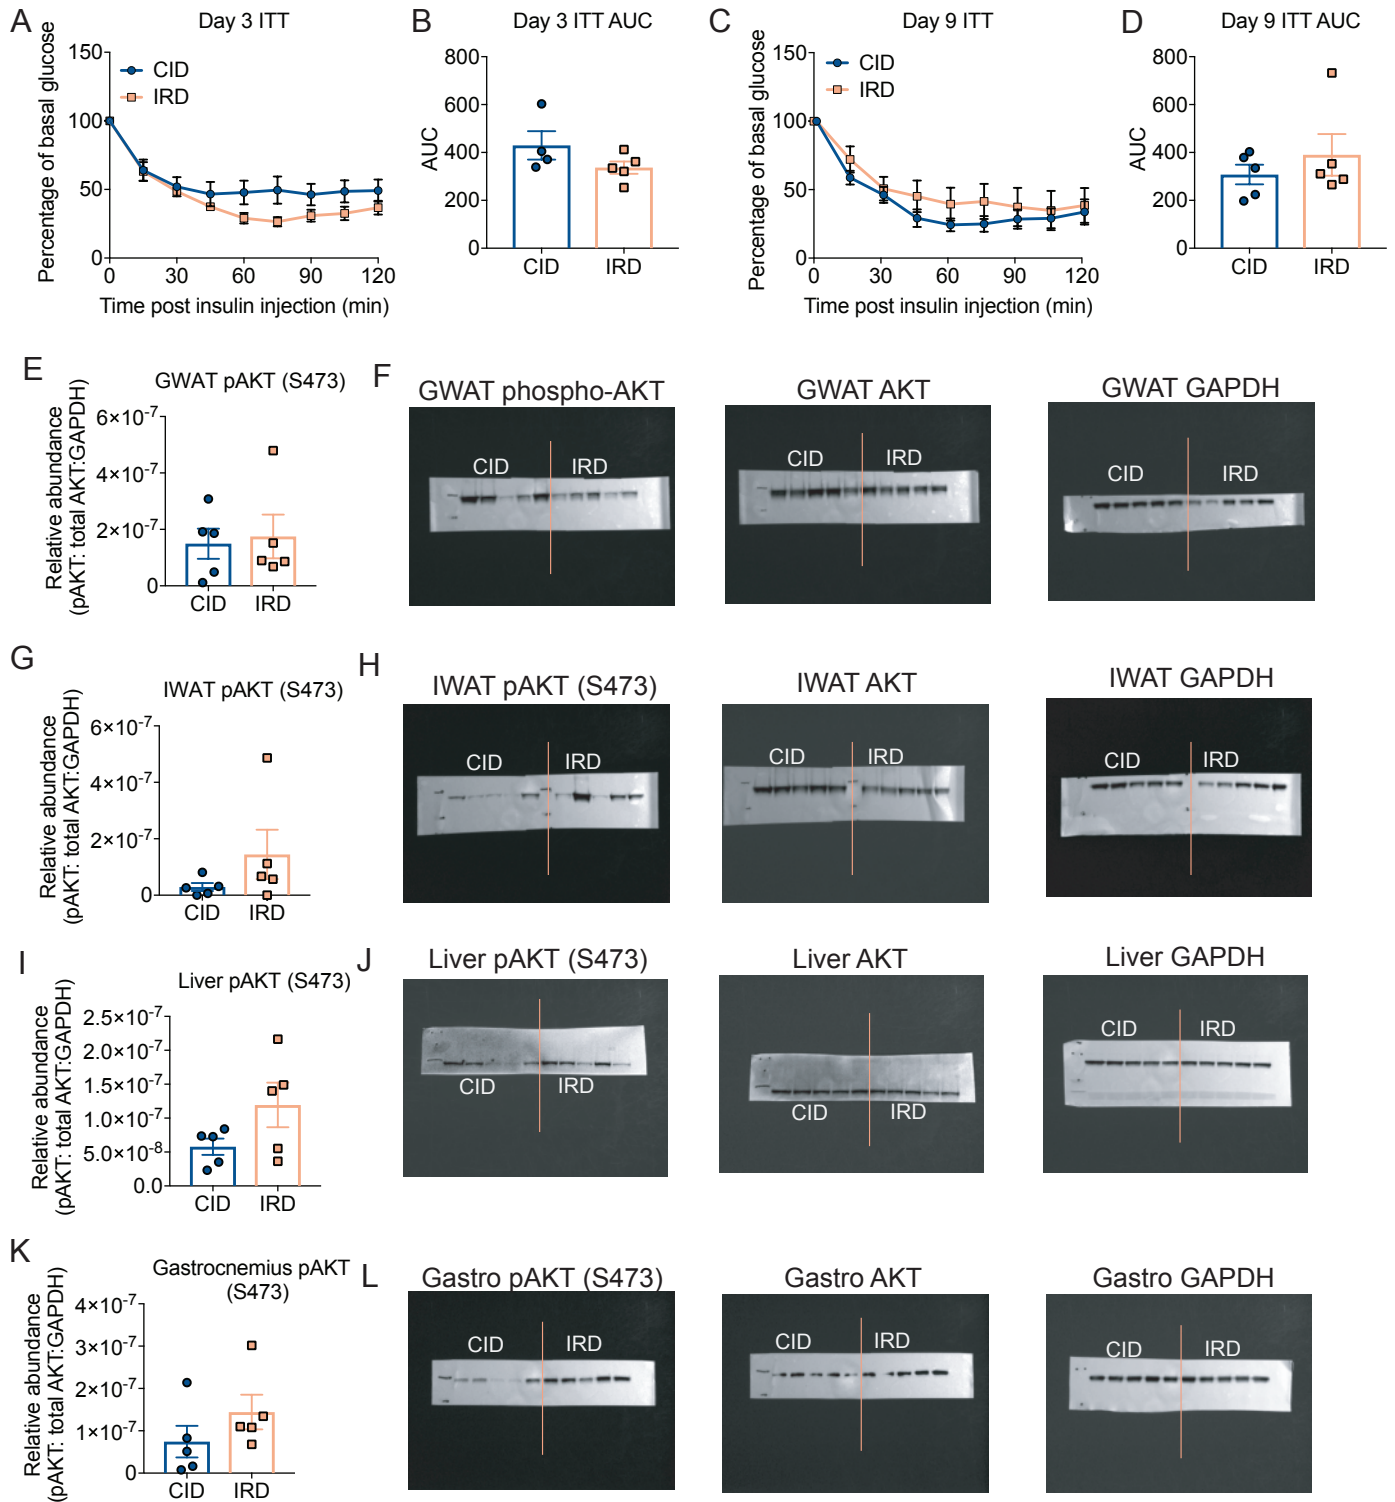 A
Day 3 ITT
Percentage of basal glucose
150
100
50
0
CID
IRD
0 30 60 90 120
Time post insulin injection (min)
B
Day 3 ITT AUC
AUC
800
600
400
200
0
CID IRD
C
Day 9 ITT
Percentage of basal glucose
150
100
50
0
CID
IRD
0 30 60 90 120
Time post insulin injection (min)
D
Day 9 ITT AUC
AUC
800
600
400
200
0
CID IRD
E
GWAT pAKT (S473)
Relative abundance
(pAKT: total AKT:GAPDH)
6×10⁻⁷
4×10⁻⁷
2×10⁻⁷
0
CID IRD
F
GWAT phospho-AKT
CID IRD
GWAT AKT
CID IRD
GWAT GAPDH
CID IRD
G
IWAT pAKT (S473)
Relative abundance
(pAKT: total AKT:GAPDH)
6×10⁻⁷
4×10⁻⁷
2×10⁻⁷
0
CID IRD
H
IWAT pAKT (S473)
CID IRD
IWAT AKT
CID IRD
IWAT GAPDH
CID IRD
I
Liver pAKT (S473)
Relative abundance
(pAKT: total AKT:GAPDH)
2.5×10⁻⁷
2.0×10⁻⁷
1.5×10⁻⁷
1.0×10⁻⁷
5.0×10⁻⁸
0.0
CID IRD
J
Liver pAKT (S473)
CID IRD
Liver AKT
CID IRD
Liver GAPDH
CID IRD
K
Gastrocnemius pAKT
(S473)
Relative abundance
(pAKT: total AKT:GAPDH)
4×10⁻⁷
3×10⁻⁷
2×10⁻⁷
1×10⁻⁷
0
CID IRD
L
Gastro pAKT (S473)
CID IRD
Gastro AKT
CID IRD
Gastro GAPDH
CID IRD